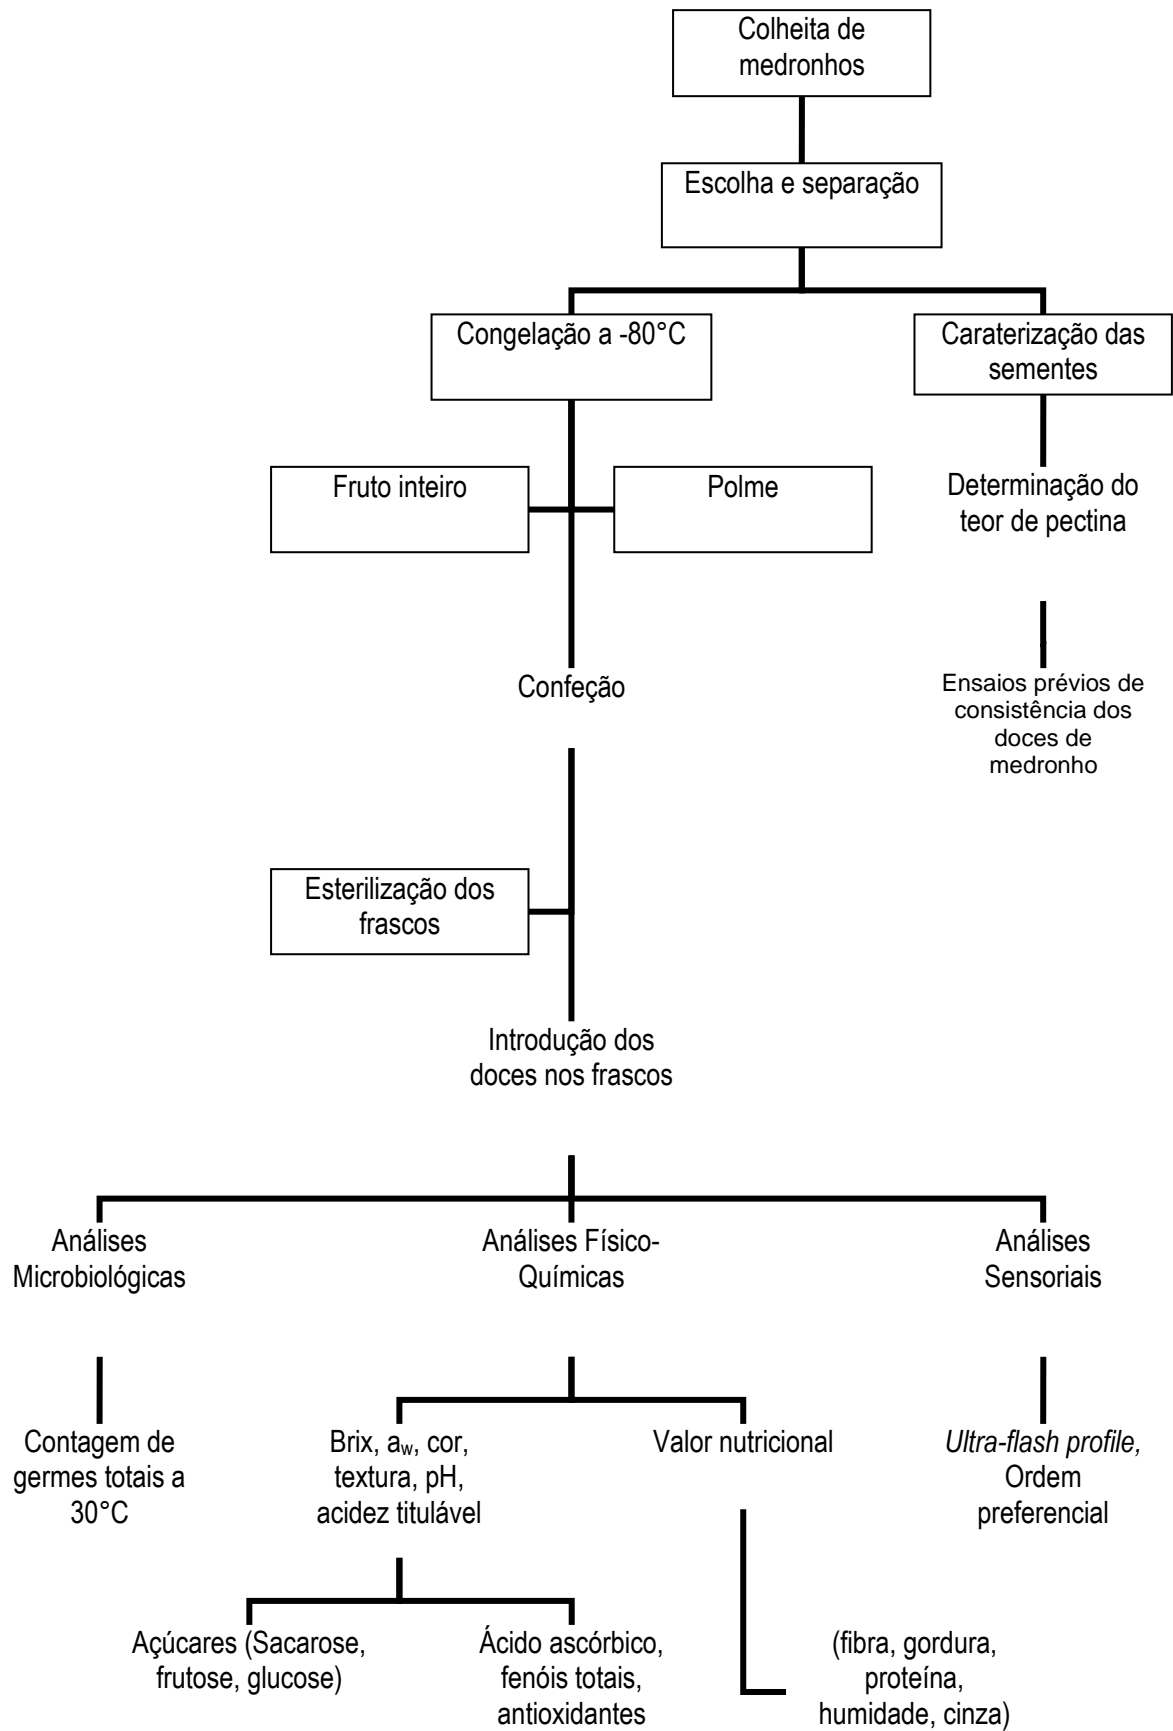 Colheita de
medronhos
Escolha e separação
Congelação a -80°C
Caraterização das
sementes
Fruto inteiro
Polme
Determinação do
teor de pectina
Confeção
Ensaios prévios de
consistência dos
doces de
medronho
Esterilização dos
frascos
Introdução dos
doces nos frascos
Análises
Microbiológicas
Análises Físico-
Químicas
Análises
Sensoriais
Contagem de
germes totais a
30°C
Brix, aw, cor,
textura, pH,
acidez titulável
Valor nutricional
Ultra-flash profile,
Ordem
preferencial
Açúcares (Sacarose,
frutose, glucose)
Ácido ascórbico,
fenóis totais,
antioxidantes
(fibra, gordura,
proteína,
humidade, cinza)